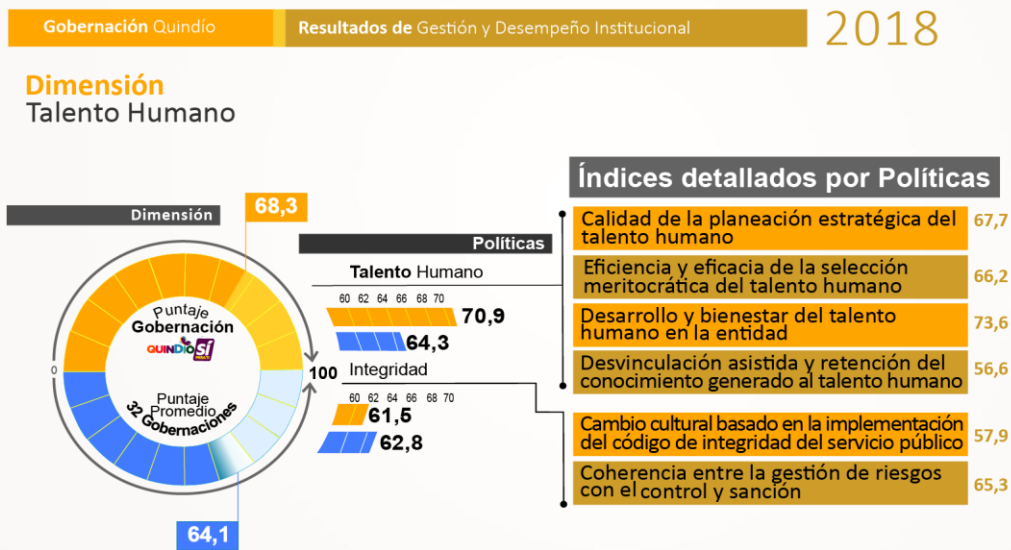 Gobernación Quindío
Resultados de Gestión y Desempeño Institucional
2018
Dimensión
Talento Humano
Dimensión
68,3
Puntaje
Gobernación
QUINDÍO SÍ
0
100
Puntaje
Promedio
32 Gobernaciones
64,1
Políticas
Talento Humano
60 62 64 66 68 70
70,9
64,3
Integridad
60 62 64 66 68 70
61,5
62,8
Índices detallados por Políticas
Calidad de la planeación estratégica del
talento humano
67,7
Eficiencia y eficacia de la selección
meritocrática del talento humano
66,2
Desarrollo y bienestar del talento
humano en la entidad
73,6
Desvinculación asistida y retención del
conocimiento generado al talento humano
56,6
Cambio cultural basado en la implementación
del código de integridad del servicio público
57,9
Coherencia entre la gestión de riesgos
con el control y sanción
65,3